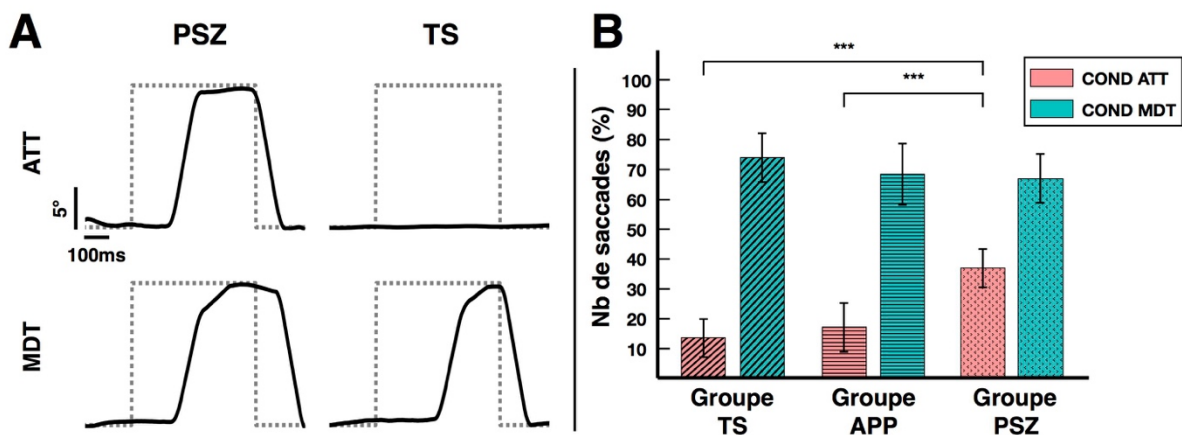 A
PSZ
TS
ATT
5°
100ms
MDT
B
***
***
COND ATT
COND MDT
Nb de saccades (%)
100
90
80
70
60
50
40
30
20
10
Groupe
TS
Groupe
APP
Groupe
PSZ